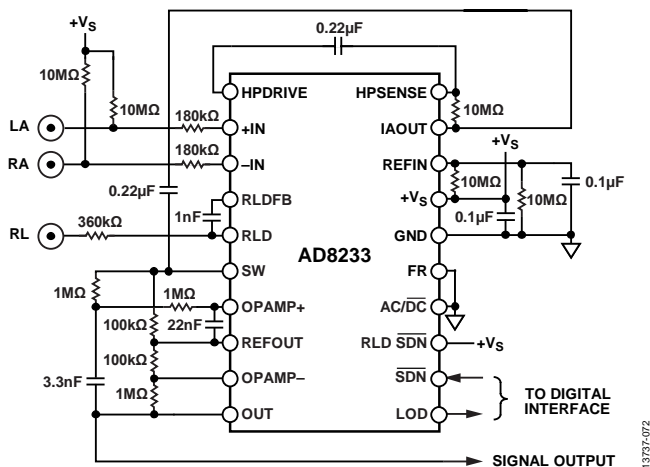 0.22µF
+VS
10MΩ
HPDRIVE
HPSENSE
10MΩ
180kΩ
10MΩ
LA
+IN
IAOUT
+VS
180kΩ
RA
–IN
REFIN
0.22µF
10MΩ
0.1µF
RLDFB
+VS
10MΩ
360kΩ
1nF
0.1µF
RL
RLD
GND
AD8233
SW
FR
1MΩ
1MΩ
OPAMP+
AC/DC
100kΩ
22nF
REFOUT
RLD SDN
+VS
100kΩ
3.3nF
OPAMP–
SDN
1MΩ
TO DIGITAL
INTERFACE
OUT
LOD
SIGNAL OUTPUT
13737-072